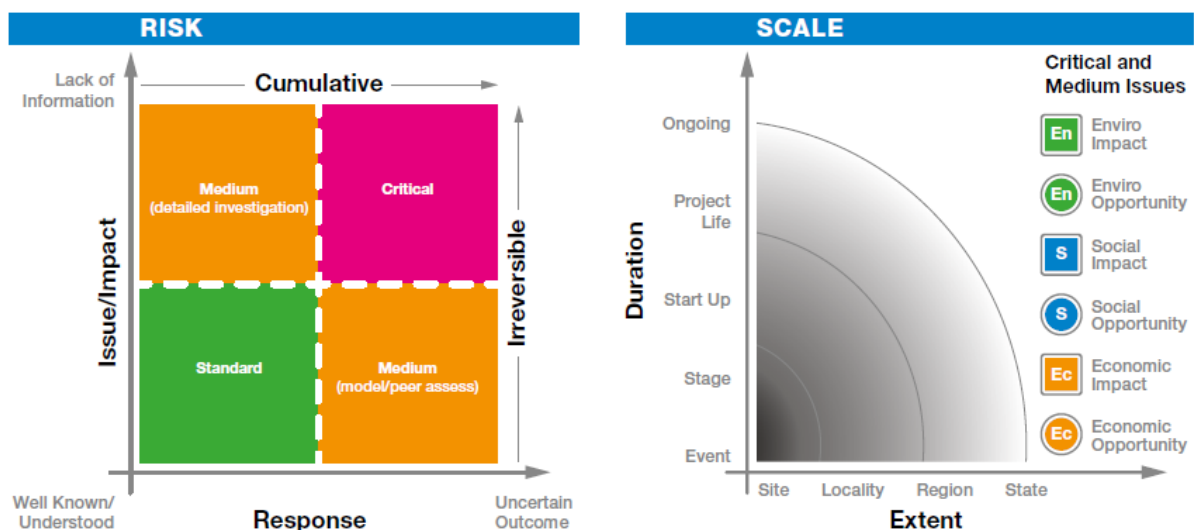 RISK
Lack of
Information
Cumulative
Medium
(detailed investigation)
Critical
Issue/Impact
Irreversible
Standard
Medium
(model/peer assess)
Well Known/
Understood
Response
Uncertain
Outcome
SCALE
Critical and
Medium Issues
Ongoing
Project
Life
Duration
Start Up
Stage
Event
Site
Locality
Region
State
Extent
En
Enviro
Impact
En
Enviro
Opportunity
S
Social
Impact
S
Social
Opportunity
Ec
Economic
Impact
Ec
Economic
Opportunity